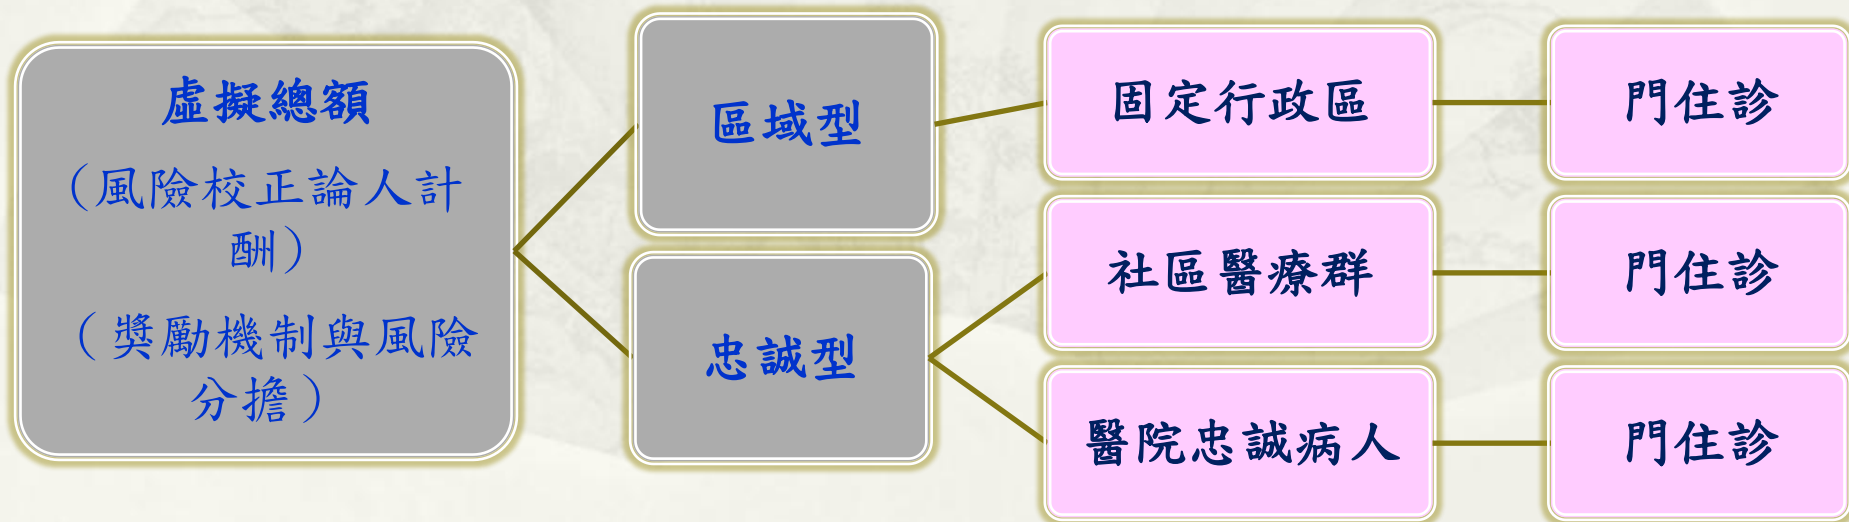 虛擬總額
（風險校正論人計
酬）
（獎勵機制與風險
分擔）
區域型
忠誠型
固定行政區
門住診
社區醫療群
門住診
醫院忠誠病人
門住診